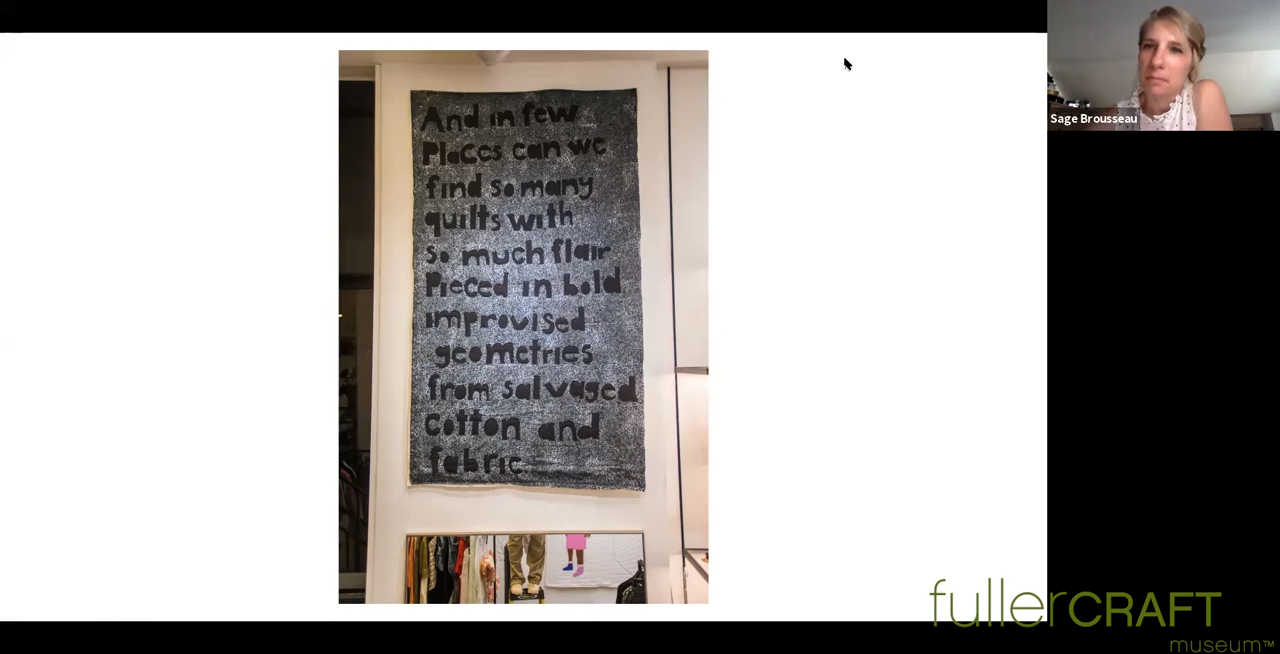 And in few
Places can we
find so many
quilts with
so much flair
Pieced in bold
improvised
geometries
from salvaged
cotton and
fabric.
Sage Brousseau
fullerCRAFT
museum™